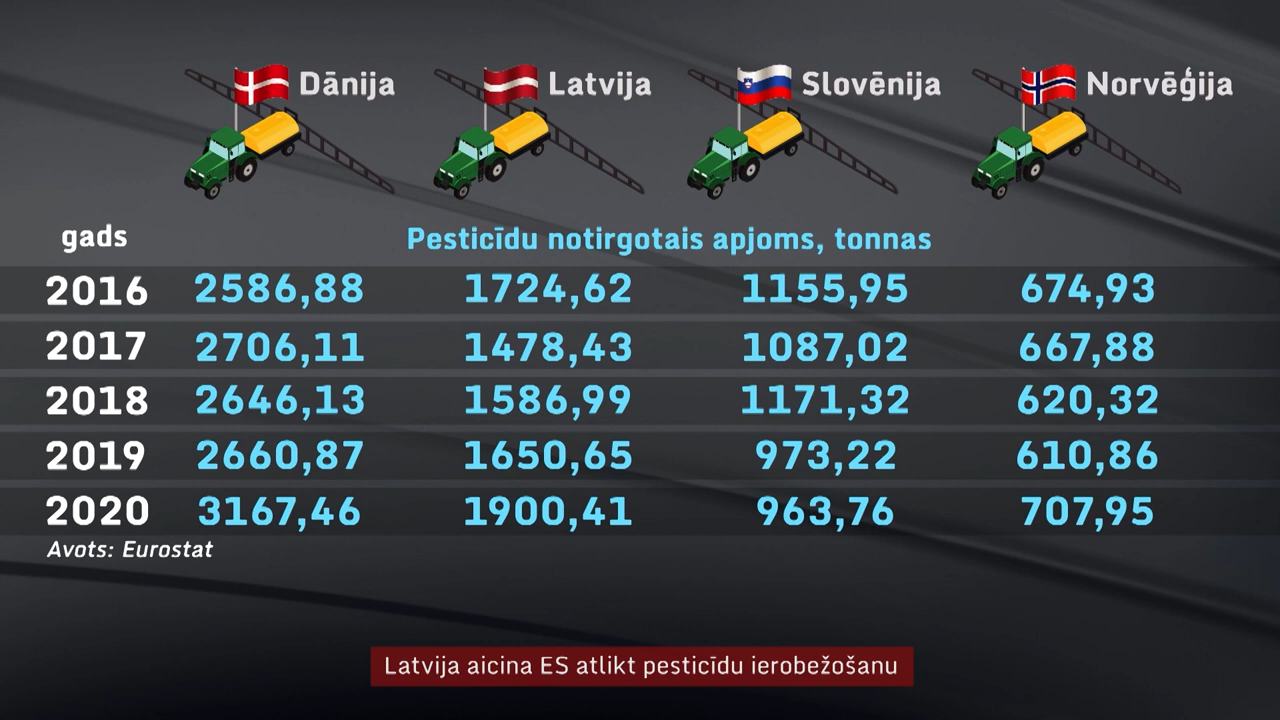 Dānija Latvija Slovēnija Norvēģija
gads Pesticīdu notirgotais apjoms, tonnas
2016 2586,88 1724,62 1155,95 674,93
2017 2706,11 1478,43 1087,02 667,88
2018 2646,13 1586,99 1171,32 620,32
2019 2660,87 1650,65 973,22 610,86
2020 3167,46 1900,41 963,76 707,95
Avots: Eurostat
Latvija aicina ES atlikt pesticīdu ierobežošanu